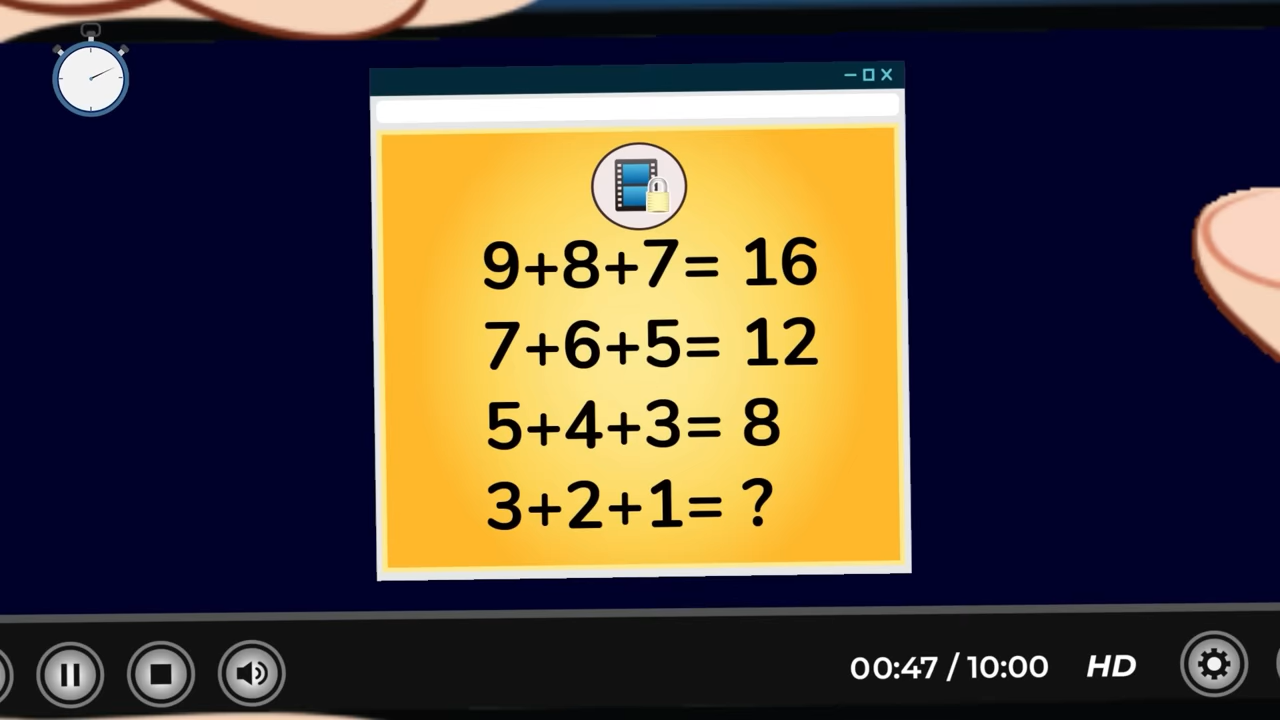 9+8+7= 16
7+6+5= 12
5+4+3= 8
3+2+1= ?
00:47 / 10:00 HD